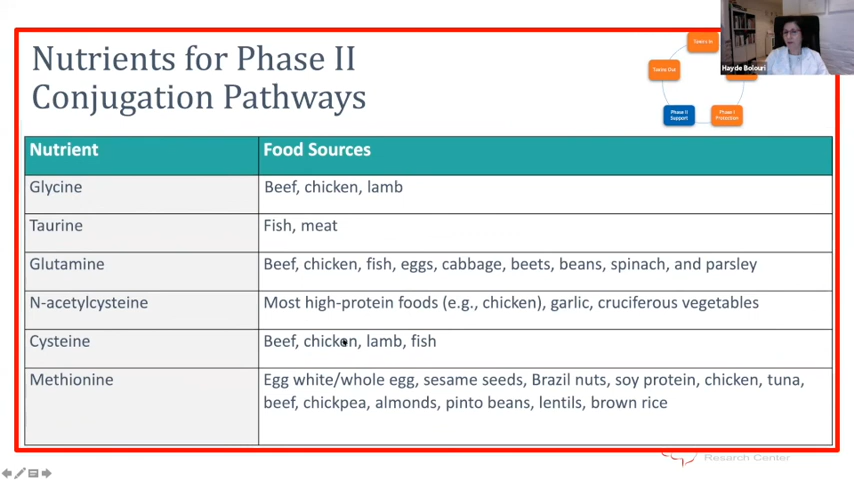 Nutrients for Phase II
Conjugation Pathways
Toxins Out
Phase II
Support
Phase I
Protection
Hayde Bolouri
Nutrient Food Sources
Glycine Beef, chicken, lamb
Taurine Fish, meat
Glutamine Beef, chicken, fish, eggs, cabbage, beets, beans, spinach, and parsley
N-acetylcysteine Most high-protein foods (e.g., chicken), garlic, cruciferous vegetables
Cysteine Beef, chicken, lamb, fish
Methionine Egg white/whole egg, sesame seeds, Brazil nuts, soy protein, chicken, tuna,
beef, chickpea, almonds, pinto beans, lentils, brown rice
Resarch Center